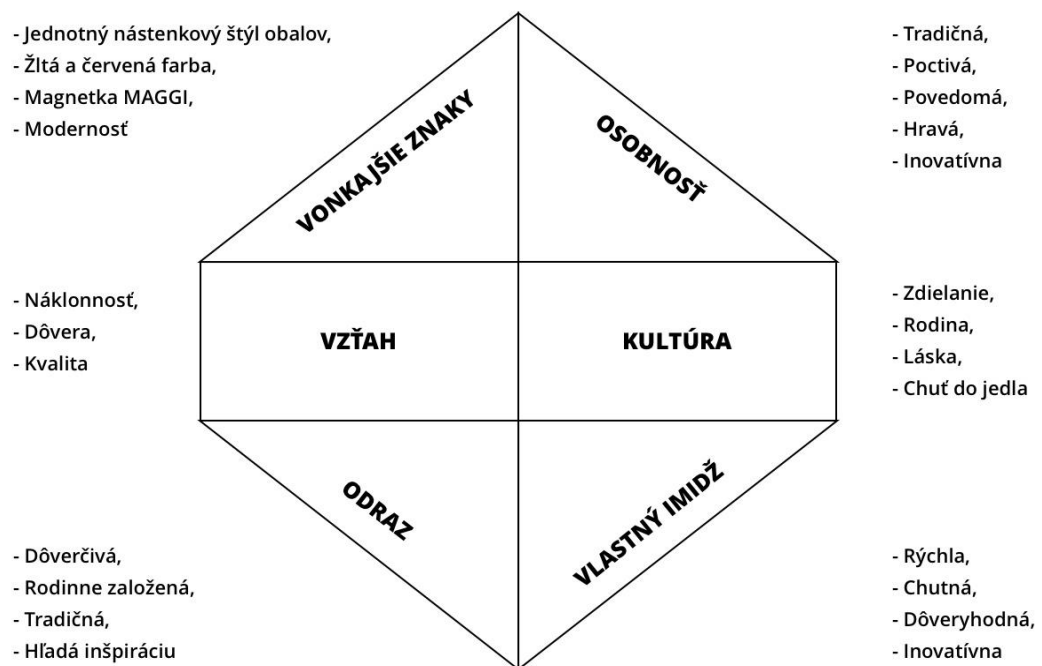 - Jednotný nástenkový štýl obalov,
- Žltá a červená farba,
- Magnetka MAGGI,
- Modernosť
VONKAJŠIE ZNAKY
OSOBNOSŤ
- Tradičná,
- Poctivá,
- Povedomá,
- Hravá,
- Inovatívna
- Náklonnosť,
- Dôvera,
- Kvalita
VZŤAH
KULTÚRA
- Zdielanie,
- Rodina,
- Láska,
- Chuť do jedla
- Dôverčivá,
- Rodinne založená,
- Tradičná,
- Hľadá inšpiráciu
ODRAZ
VLASTNÝ IMIDŽ
- Rýchla,
- Chutná,
- Dôveryhodná,
- Inovatívna